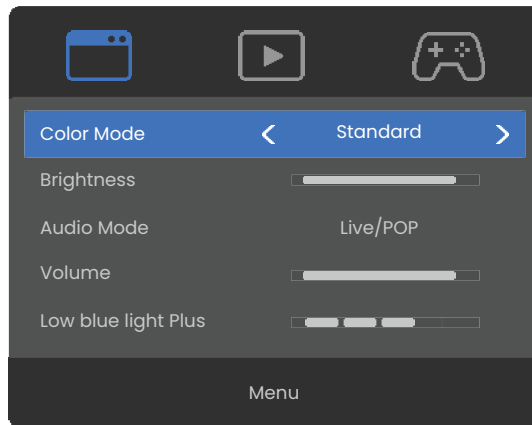 Color Mode Standard
Brightness
Audio Mode Live/POP
Volume
Low blue light Plus
Menu